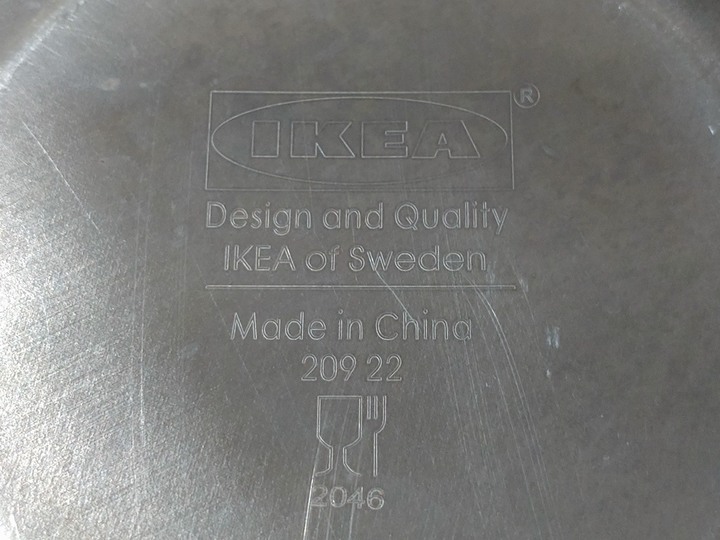 IKEA®
Design and Quality
IKEA of Sweden
Made in China
209 22
2046